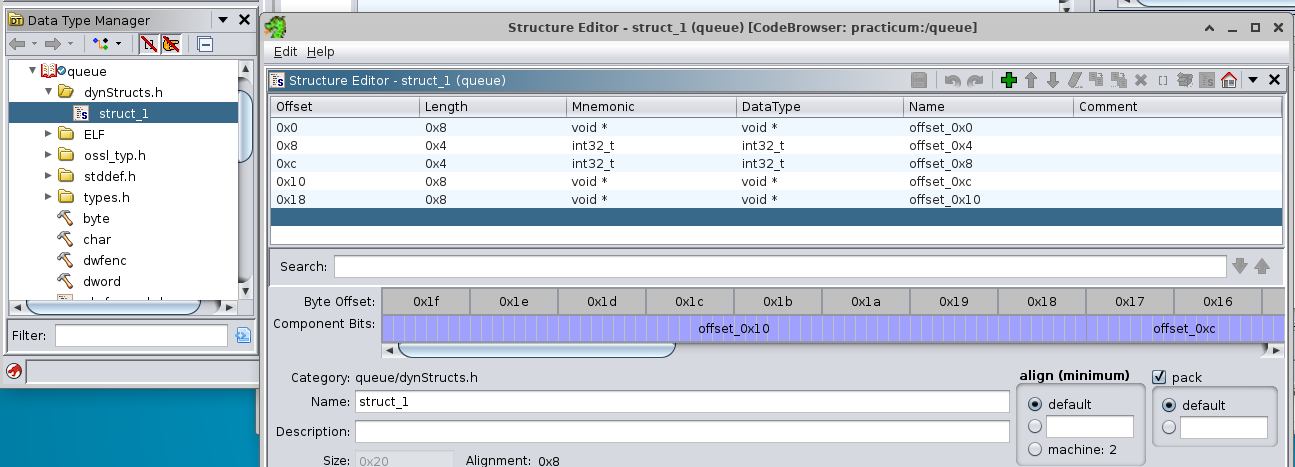 Data Type Manager
queue
dynStructs.h
struct_1
ELF
ossl_typ.h
stddef.h
types.h
byte
char
dwfenc
dword
Filter:
Structure Editor - struct_1 (queue) [CodeBrowser: practicum:/queue]
Edit Help
Structure Editor - struct_1 (queue)
Offset Length Mnemonic DataType Name Comment
0x0 0x8 void * void * offset_0x0
0x8 0x4 int32_t int32_t offset_0x4
0xc 0x4 int32_t int32_t offset_0x8
0x10 0x8 void * void * offset_0xc
0x18 0x8 void * void * offset_0x10
Search:
Byte Offset: 0x1f 0x1e 0x1d 0x1c 0x1b 0x1a 0x19 0x18 0x17 0x16
Component Bits: offset_0x10 offset_0xc
Category: queue/dynStructs.h
Name: struct_1
Description:
Size: 0x20 Alignment: 0x8
align (minimum)
default
machine: 2
pack
default